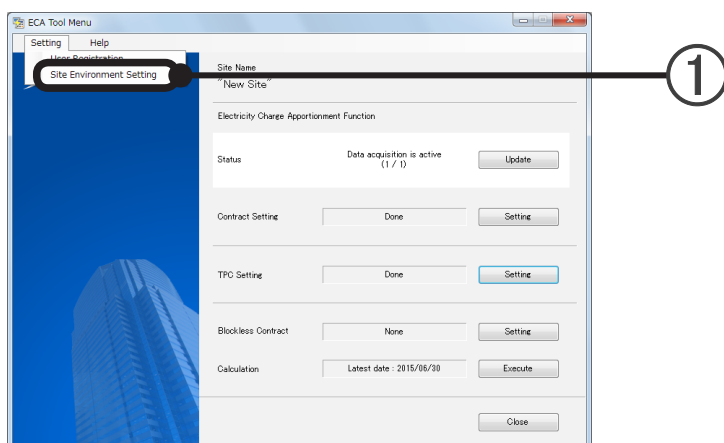 ECA Tool Menu
Setting Help
User Registration
Site Environment Setting
①
Site Name
"New Site"
Electricity Charge Apportionment Function
Status
Data acquisition is active
(1 / 1)
Update
Contract Setting Done Setting
TPC Setting Done Setting
Blockless Contract None Setting
Calculation Latest date : 2015/06/30 Execute
Close